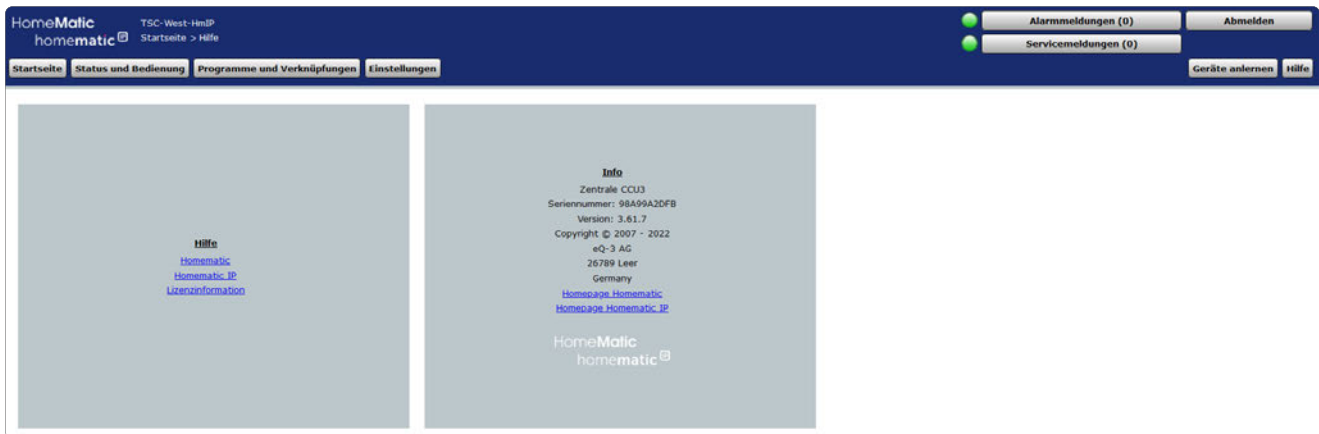 HomeMatic
homematic IP
TSC-West-HmIP
Startseite > Hilfe
Alarmmeldungen (0)
Abmelden
Servicemeldungen (0)
Startseite
Status und Bedienung
Programme und Verknüpfungen
Einstellungen
Geräte anlernen
Hilfe
Hilfe
Homematic
Homematic IP
Lizenzinformation
Info
Zentrale CCU3
Seriennummer: 98A99A2DFB
Version: 3.61.7
Copyright © 2007 - 2022
eQ-3 AG
26789 Leer
Germany
Homepage Homematic
Homepage Homematic IP
HomeMatic
homematic IP